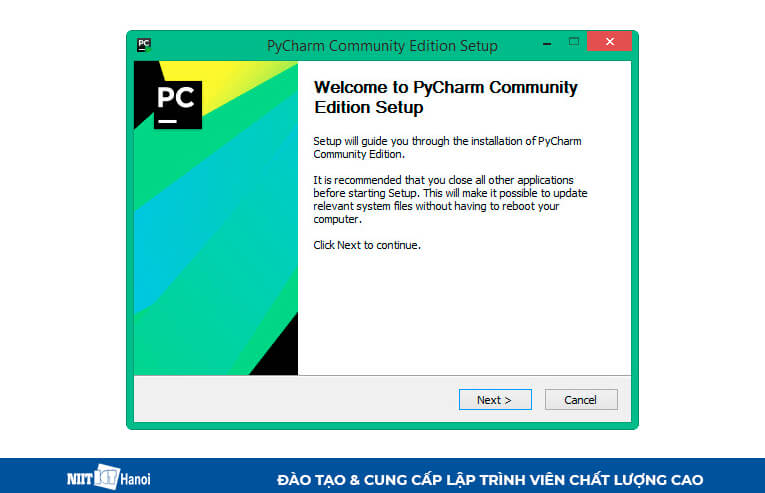 PC
PyCharm Community Edition Setup
PC
Welcome to PyCharm Community
Edition Setup
Setup will guide you through the installation of PyCharm
Community Edition.
It is recommended that you close all other applications
before starting Setup. This will make it possible to update
relevant system files without having to reboot your
computer.
Click Next to continue.
Next >
Cancel
NIIT ICT Hanoi
ĐÀO TẠO & CUNG CẤP LẬP TRÌNH VIÊN CHẤT LƯỢNG CAO